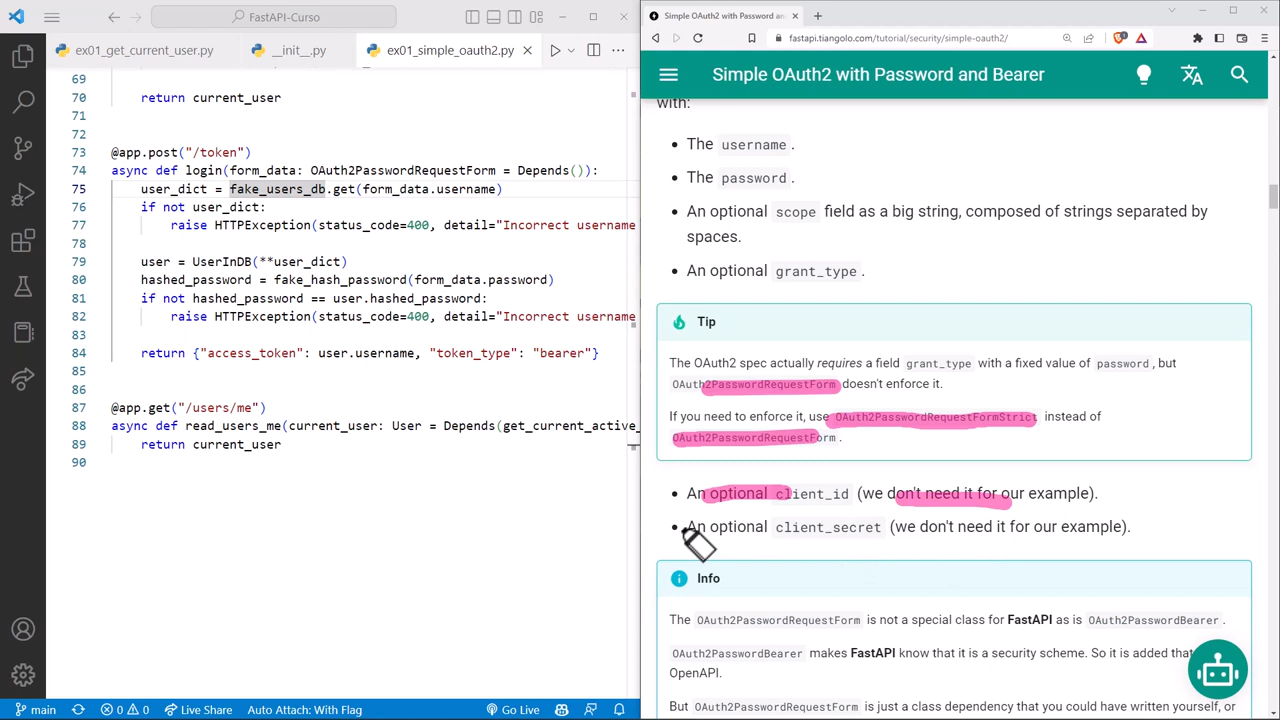 FastAPI-Curso
ex01_get_current_user.py
__init__.py
ex01_simple_oauth2.py
69
70 return current_user
71
72
73 @app.post("/token")
74 async def login(form_data: OAuth2PasswordRequestForm = Depends()):
75 user_dict = fake_users_db.get(form_data.username)
76 if not user_dict:
77 raise HTTPException(status_code=400, detail="Incorrect username
78
79 user = UserInDB(**user_dict)
80 hashed_password = fake_hash_password(form_data.password)
81 if not hashed_password == user.hashed_password:
82 raise HTTPException(status_code=400, detail="Incorrect username
83
84 return {"access_token": user.username, "token_type": "bearer"}
85
86
87 @app.get("/users/me")
88 async def read_users_me(current_user: User = Depends(get_current_active_
89 return current_user
90
main
0 0
Live Share
Auto Attach: With Flag
Go Live
Simple OAuth2 with Password and
fastapi.tiangolo.com/tutorial/security/simple-oauth2/
Simple OAuth2 with Password and Bearer
with:
• The username.
• The password.
• An optional scope field as a big string, composed of strings separated by
spaces.
• An optional grant_type.
Tip
The OAuth2 spec actually requires a field grant_type with a fixed value of password, but
OAuth2PasswordRequestForm doesn't enforce it.
If you need to enforce it, use OAuth2PasswordRequestFormStrict instead of
OAuth2PasswordRequestForm.
• An optional client_id (we don't need it for our example).
• An optional client_secret (we don't need it for our example).
Info
The OAuth2PasswordRequestForm is not a special class for FastAPI as is OAuth2PasswordBearer.
OAuth2PasswordBearer makes FastAPI know that it is a security scheme. So it is added that
OpenAPI.
But OAuth2PasswordRequestForm is just a class dependency that you could have written yourself, or